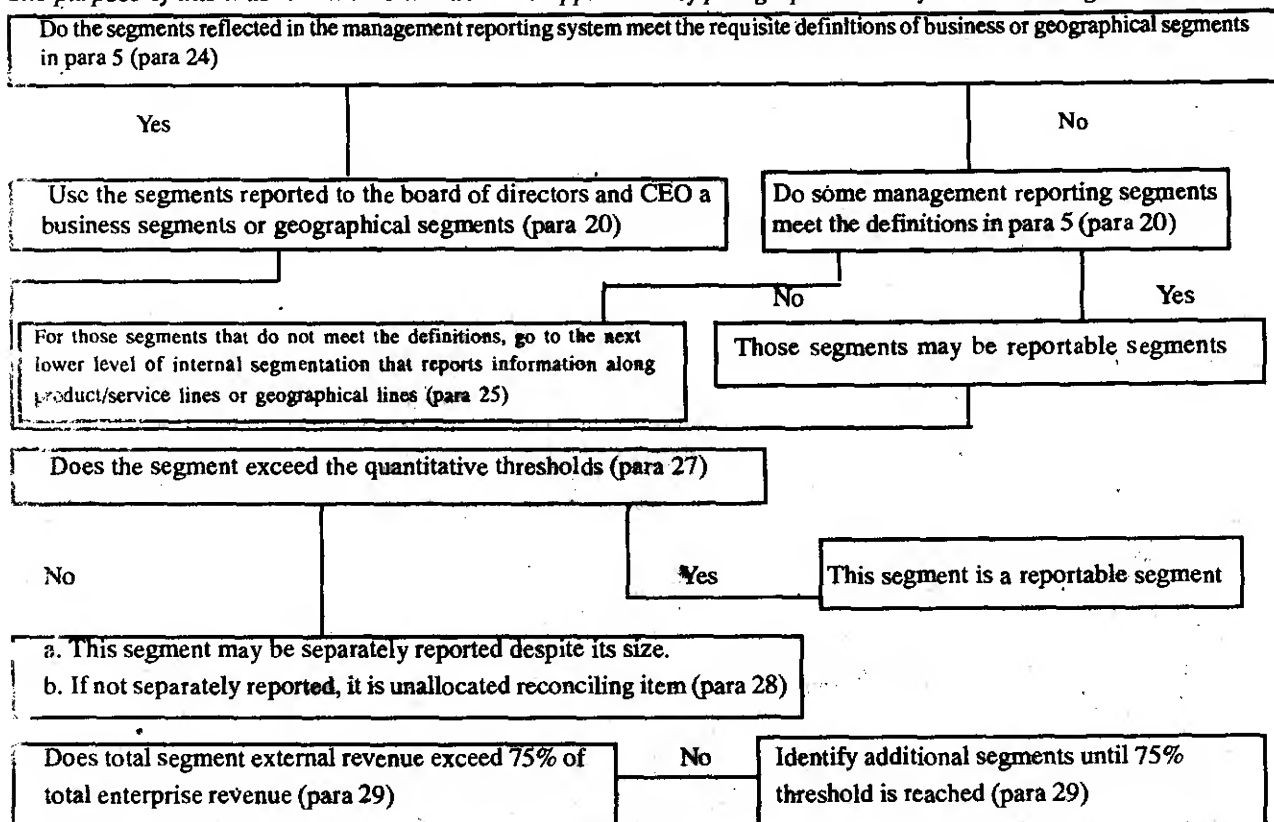 Do the segments reflected in the management reporting system meet the requisite definitions of business or geographical segments
in para 5 (para 24)
Yes
No
Use the segments reported to the board of directors and CEO a
business segments or geographical segments (para 20)
Do some management reporting segments
meet the definitions in para 5 (para 20)
No
Yes
For those segments that do not meet the definitions, go to the next
lower level of internal segmentation that reports information along
product/service lines or geographical lines (para 25)
Those segments may be reportable segments
Does the segment exceed the quantitative thresholds (para 27)
No
Yes
This segment is a reportable segment
a. This segment may be separately reported despite its size.
b. If not separately reported, it is unallocated reconciling item (para 28)
Does total segment external revenue exceed 75% of
total enterprise revenue (para 29)
No
Identify additional segments until 75%
threshold is reached (para 29)